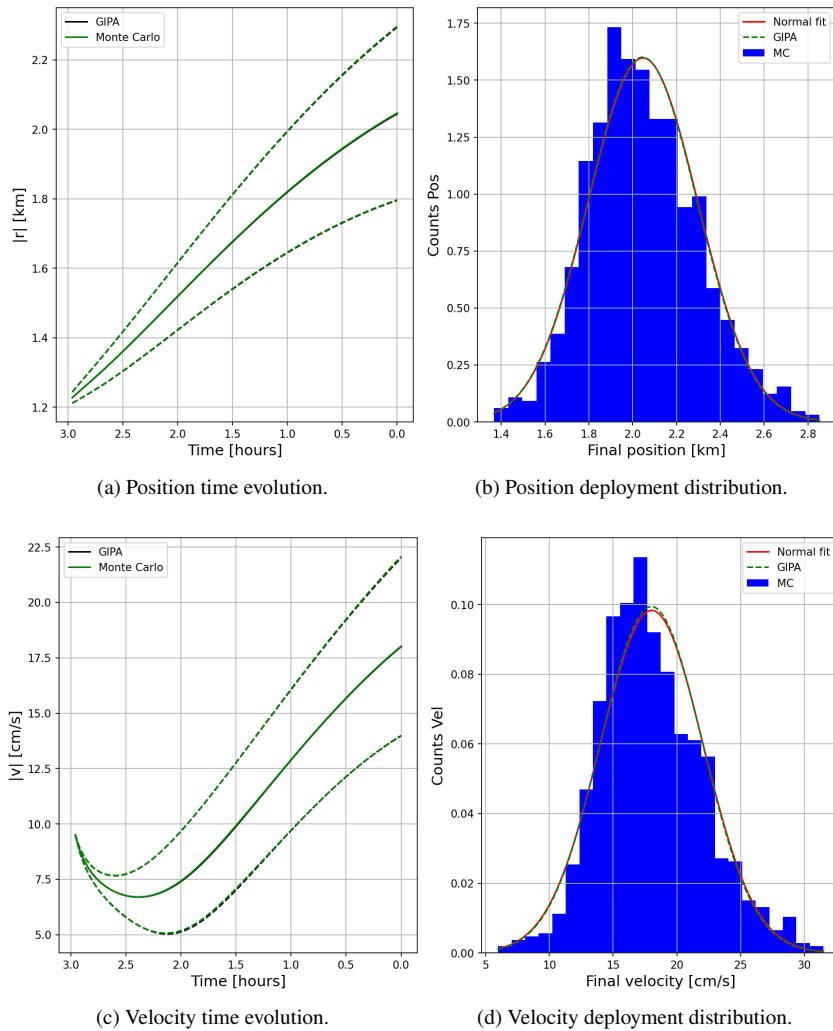 GIPA
Monte Carlo
|r| [km]
2.2
2.0
1.8
1.6
1.4
1.2
3.0 2.5 2.0 1.5 1.0 0.5 0.0
Time [hours]
(a) Position time evolution.
Normal fit
GIPA
MC
Counts Pos
1.75
1.50
1.25
1.00
0.75
0.50
0.25
0.00
1.4 1.6 1.8 2.0 2.2 2.4 2.6 2.8
Final position [km]
(b) Position deployment distribution.
GIPA
Monte Carlo
|v| [cm/s]
22.5
20.0
17.5
15.0
12.5
10.0
7.5
5.0
3.0 2.5 2.0 1.5 1.0 0.5 0.0
Time [hours]
(c) Velocity time evolution.
Normal fit
GIPA
MC
Counts Vel
0.10
0.08
0.06
0.04
0.02
0.00
5 10 15 20 25 30
Final velocity [cm/s]
(d) Velocity deployment distribution.